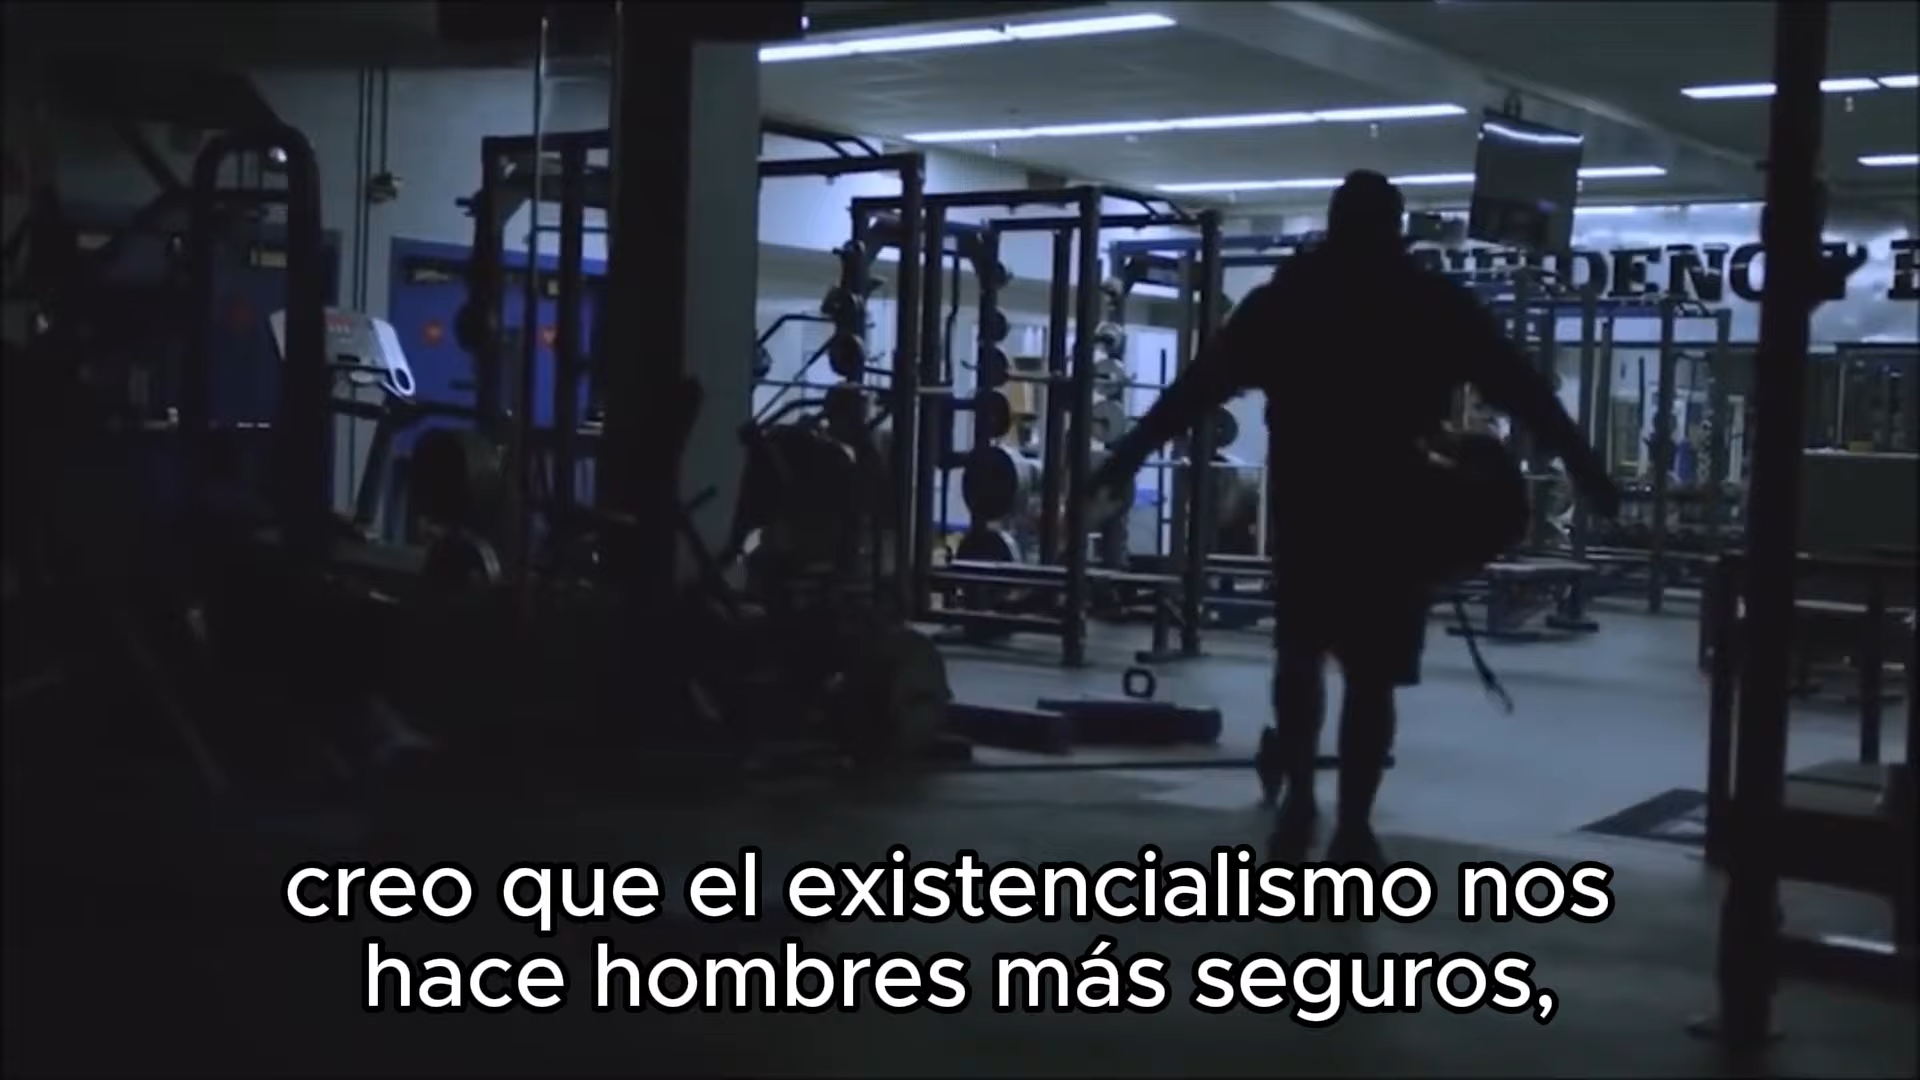 creo que el existencialismo nos
hace hombres más seguros,